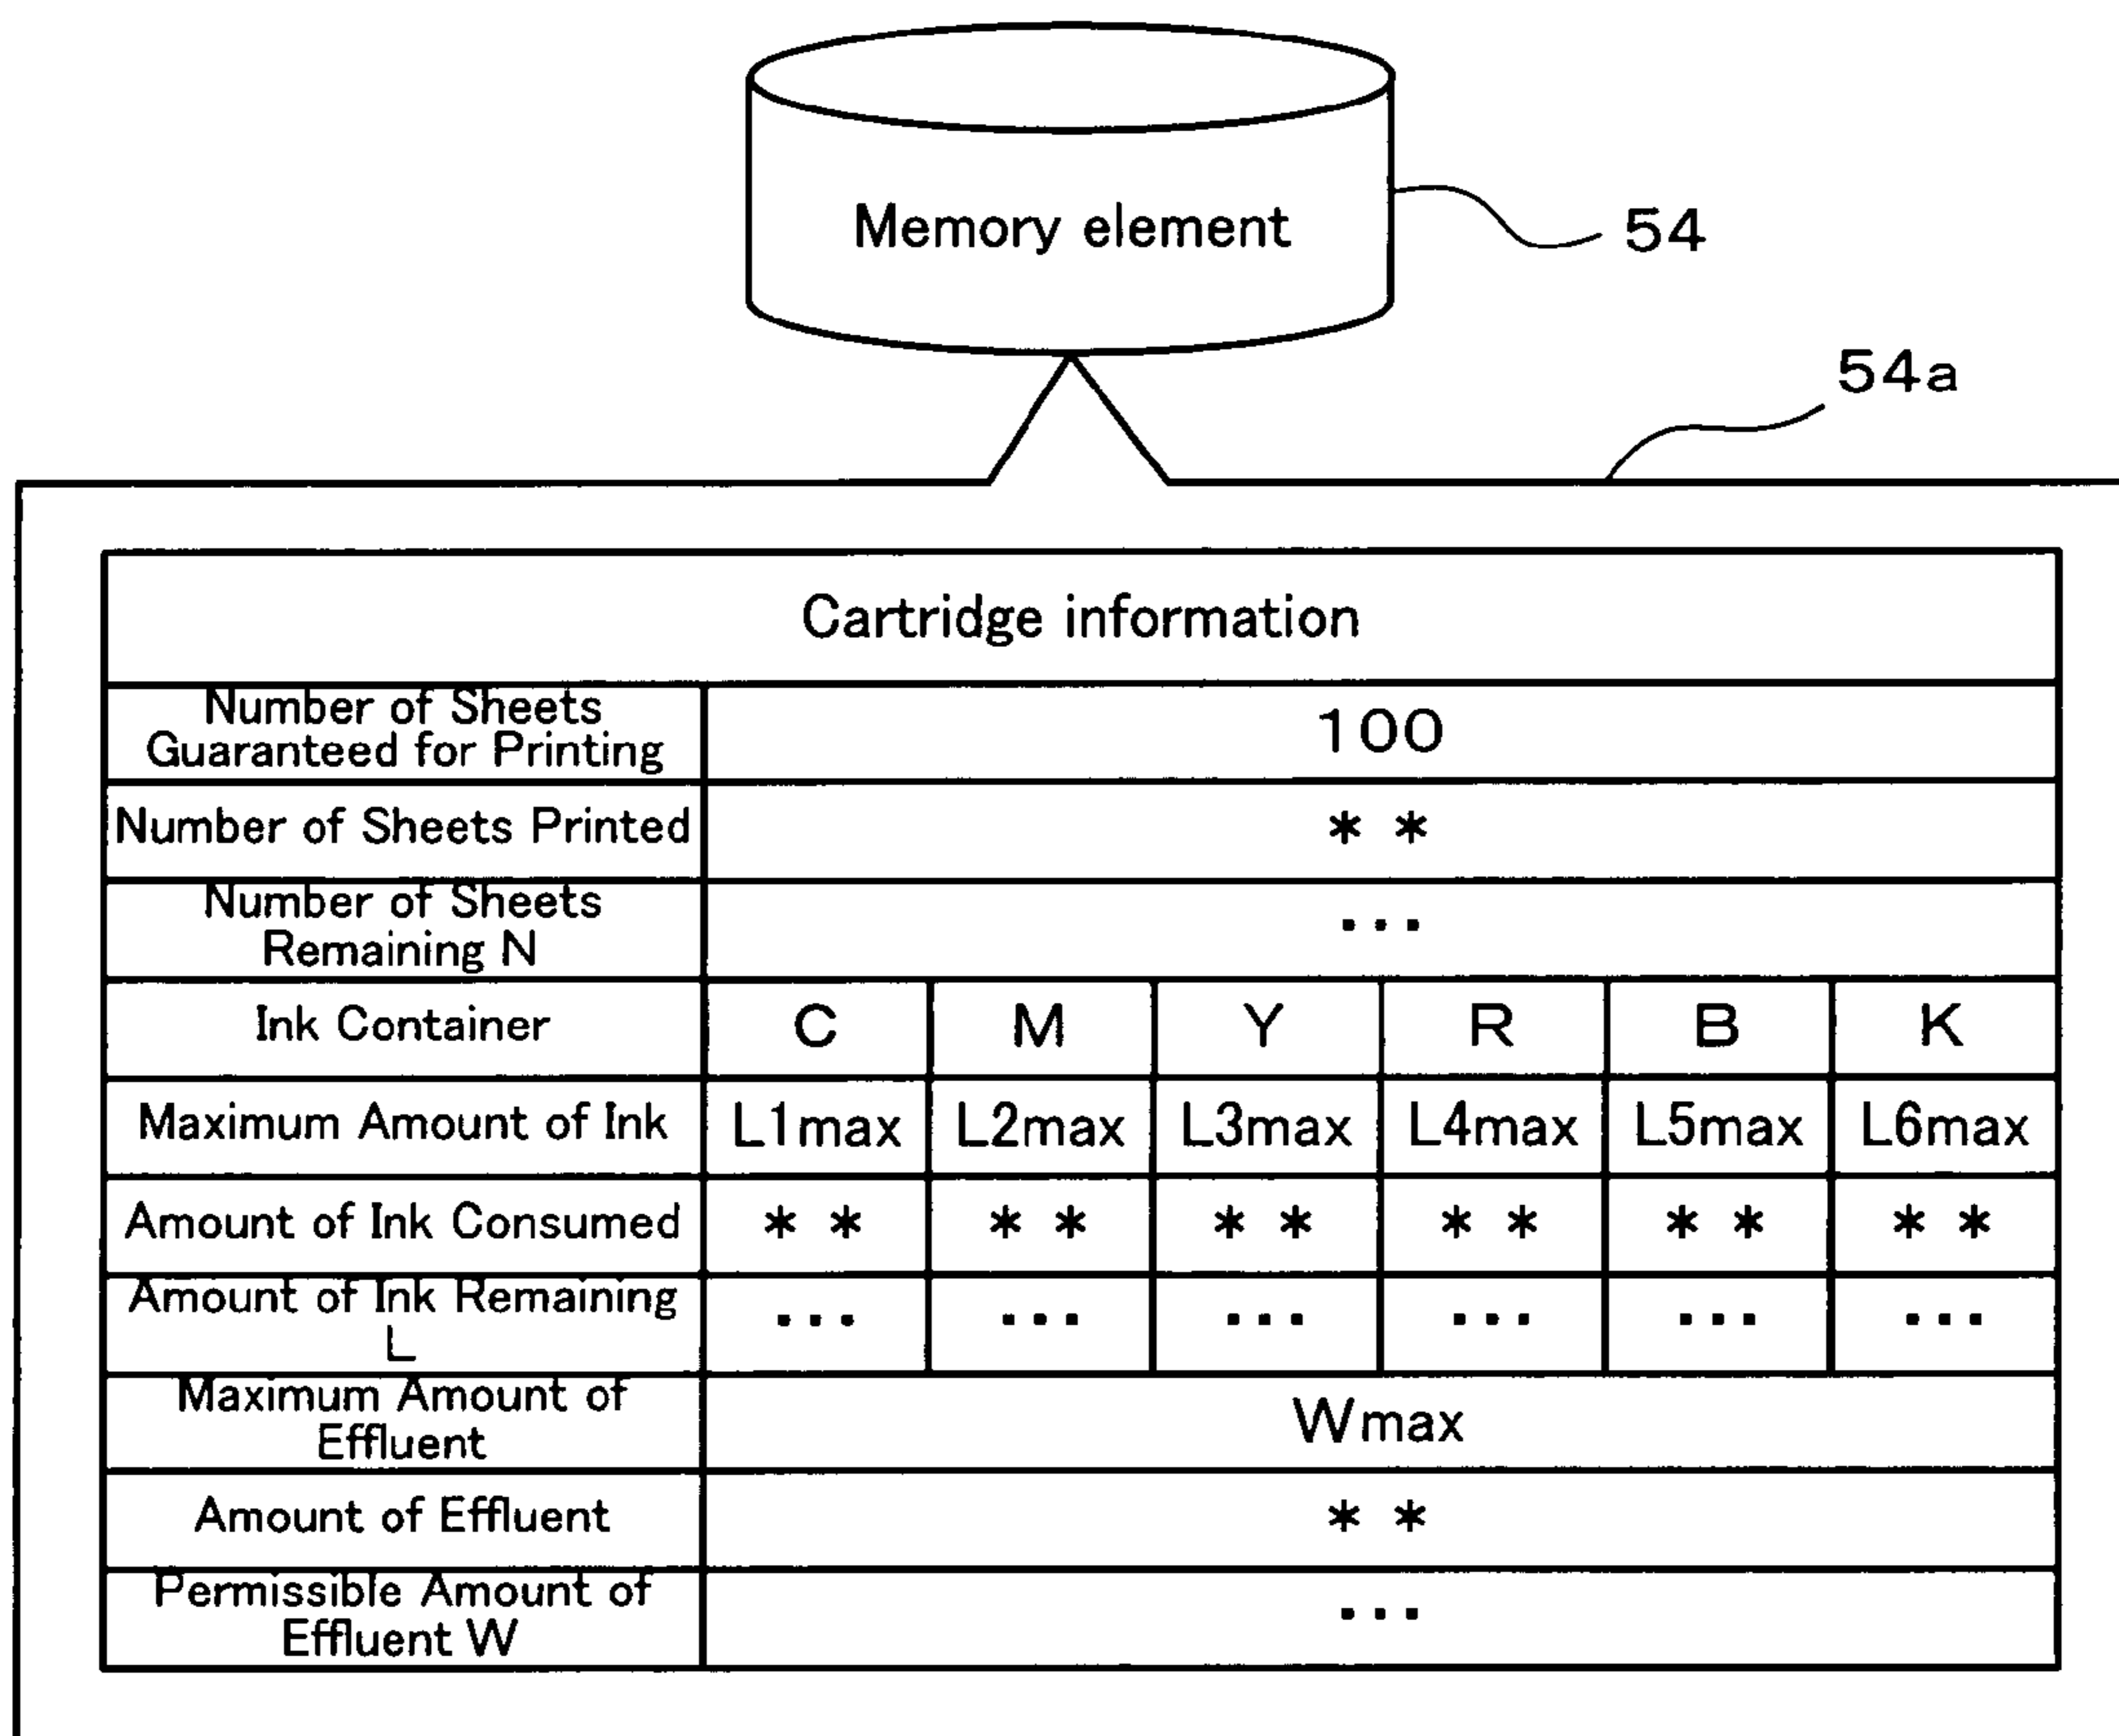 Memory element
54
54a
Cartridge information
Number of Sheets
Guaranteed for Printing
100
Number of Sheets Printed
* *
Number of Sheets
Remaining N
...
Ink Container C M Y R B K
Maximum Amount of Ink L1max L2max L3max L4max L5max L6max
Amount of Ink Consumed * * * * * * * * * * * *
Amount of Ink Remaining
L
... ... ... ... ... ...
Maximum Amount of
Effluent
Wmax
Amount of Effluent
* *
Permissible Amount of
Effluent W
...